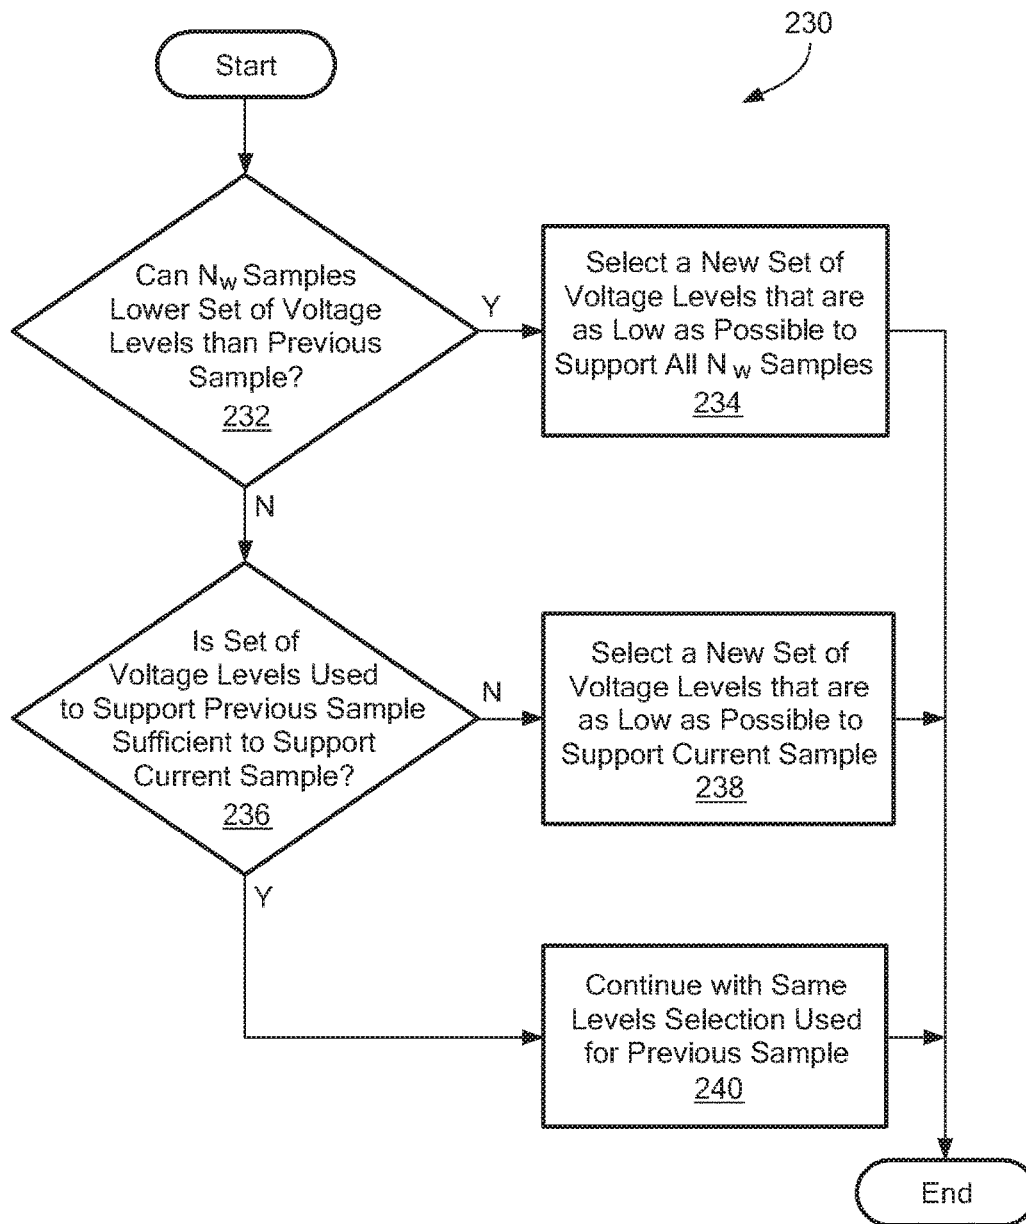 230
Start
Can N_w Samples
Lower Set of Voltage
Levels than Previous
Sample?
232
Y
Select a New Set of
Voltage Levels that are
as Low as Possible to
Support All N_w Samples
234
N
Is Set of
Voltage Levels Used
to Support Previous Sample
Sufficient to Support
Current Sample?
236
N
Select a New Set of
Voltage Levels that are
as Low as Possible to
Support Current Sample
238
Y
Continue with Same
Levels Selection Used
for Previous Sample
240
End